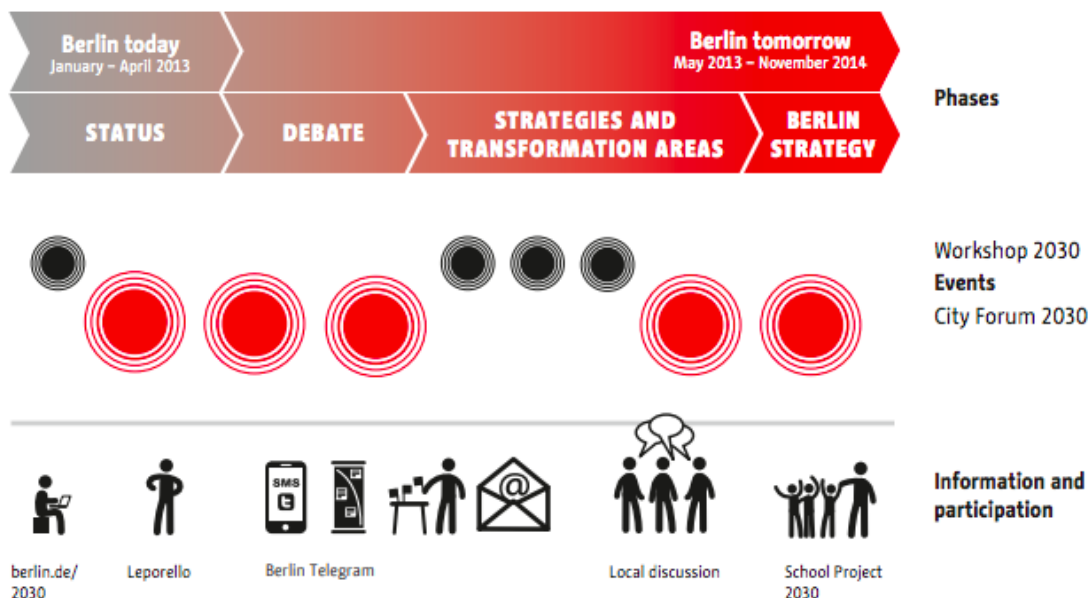 Berlin today
January – April 2013
Berlin tomorrow
May 2013 – November 2014
Phases
STATUS
DEBATE
STRATEGIES AND
TRANSFORMATION AREAS
BERLIN
STRATEGY
Workshop 2030
Events
City Forum 2030
SMS
t
@
Information and
participation
berlin.de/
2030
Leporello
Berlin Telegram
Local discussion
School Project
2030